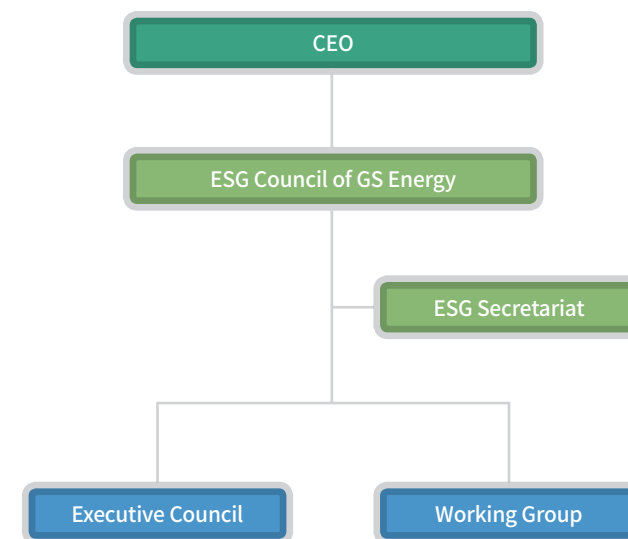 CEO
ESG Council of GS Energy
ESG Secretariat
Executive Council
Working Group